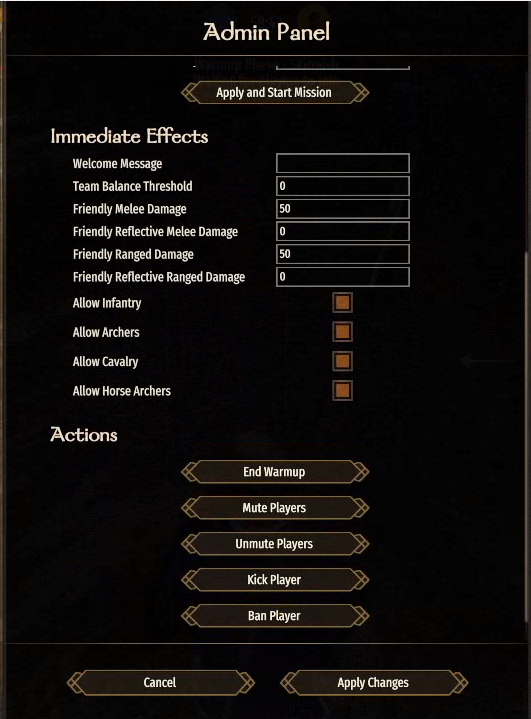 Admin Panel
Apply and Start Mission
Immediate Effects
Welcome Message
Team Balance Threshold 0
Friendly Melee Damage 50
Friendly Reflective Melee Damage 0
Friendly Ranged Damage 50
Friendly Reflective Ranged Damage 0
Allow Infantry
Allow Archers
Allow Cavalry
Allow Horse Archers
Actions
End Warmup
Mute Players
Unmute Players
Kick Player
Ban Player
Cancel Apply Changes